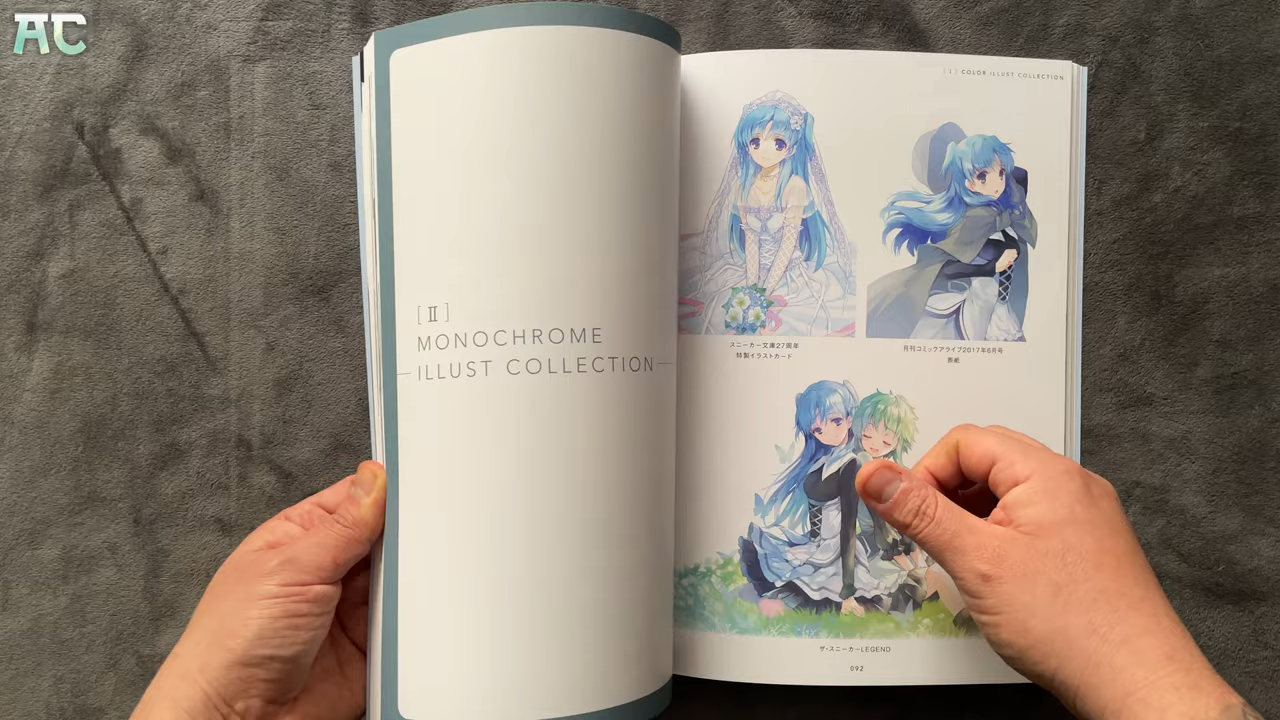 AC
[Ⅱ]
MONOCHROME
ILLUST COLLECTION
[Ⅰ] COLOR ILLUST COLLECTION
スニーカー文庫27周年
特製イラストカード
月刊コミックアライブ2017年6月号
表紙
ザ・スニーカーLEGEND
092